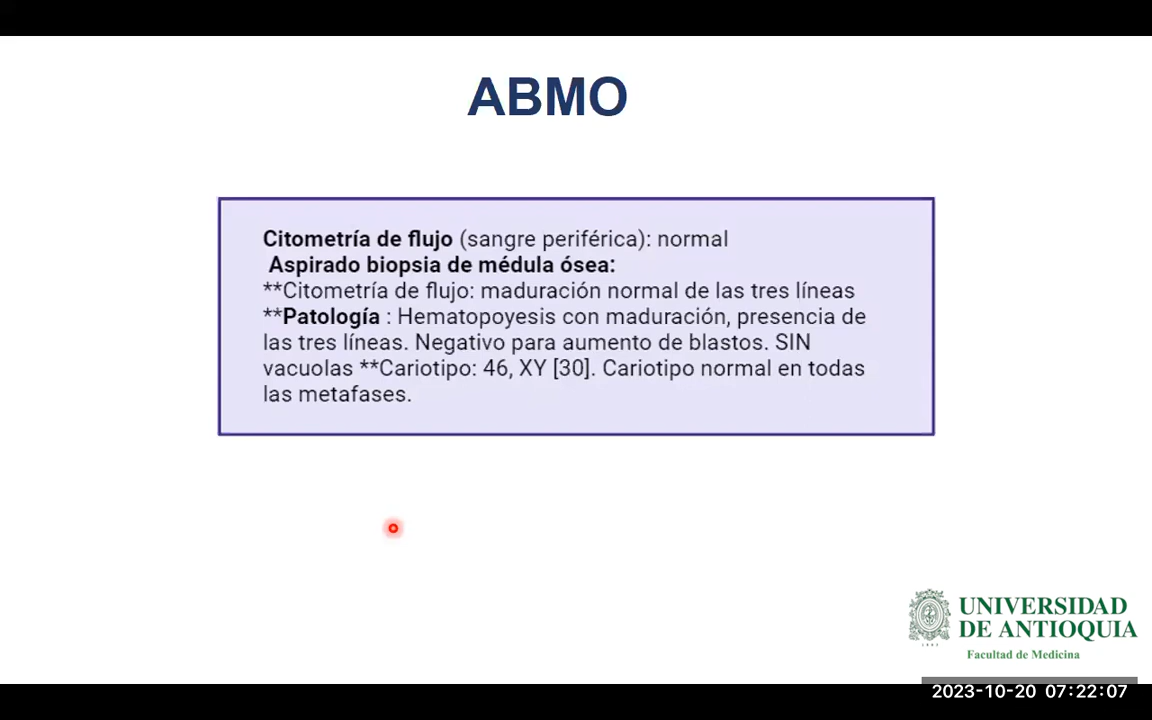 ABMO
Citometría de flujo (sangre periférica): normal
Aspirado biopsia de médula ósea:
**Citometría de flujo: maduración normal de las tres líneas
**Patología : Hematopoyesis con maduración, presencia de
las tres líneas. Negativo para aumento de blastos. SIN
vacuolas **Cariotipo: 46, XY [30]. Cariotipo normal en todas
las metafases.
UNIVERSIDAD
DE ANTIOQUIA
Facultad de Medicina
2023-10-20 07:22:07